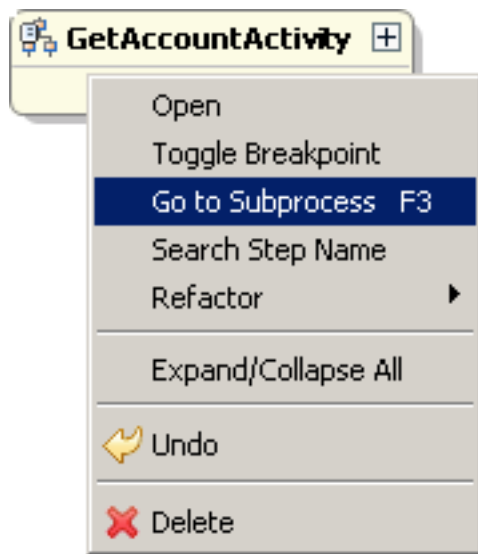 GetAccountActivity
Open
Toggle Breakpoint
Go to Subprocess F3
Search Step Name
Refactor
Expand/Collapse All
Undo
Delete